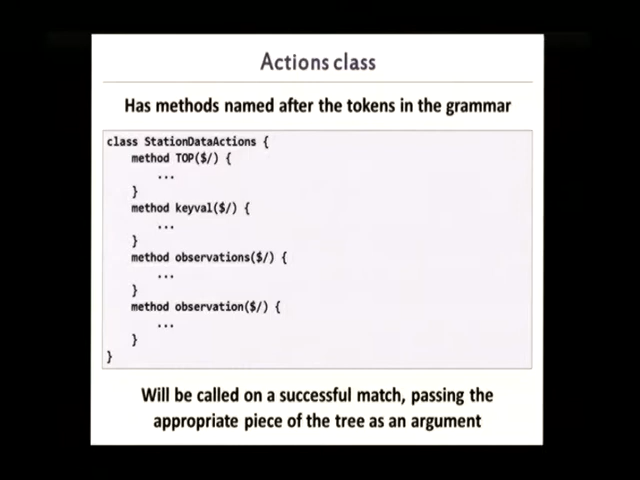 Actions class
Has methods named after the tokens in the grammar
class StationDataActions {
method TOP($/) {
...
}
method keyval($/) {
...
}
method observations($/) {
...
}
method observation($/) {
...
}
}
Will be called on a successful match, passing the
appropriate piece of the tree as an argument